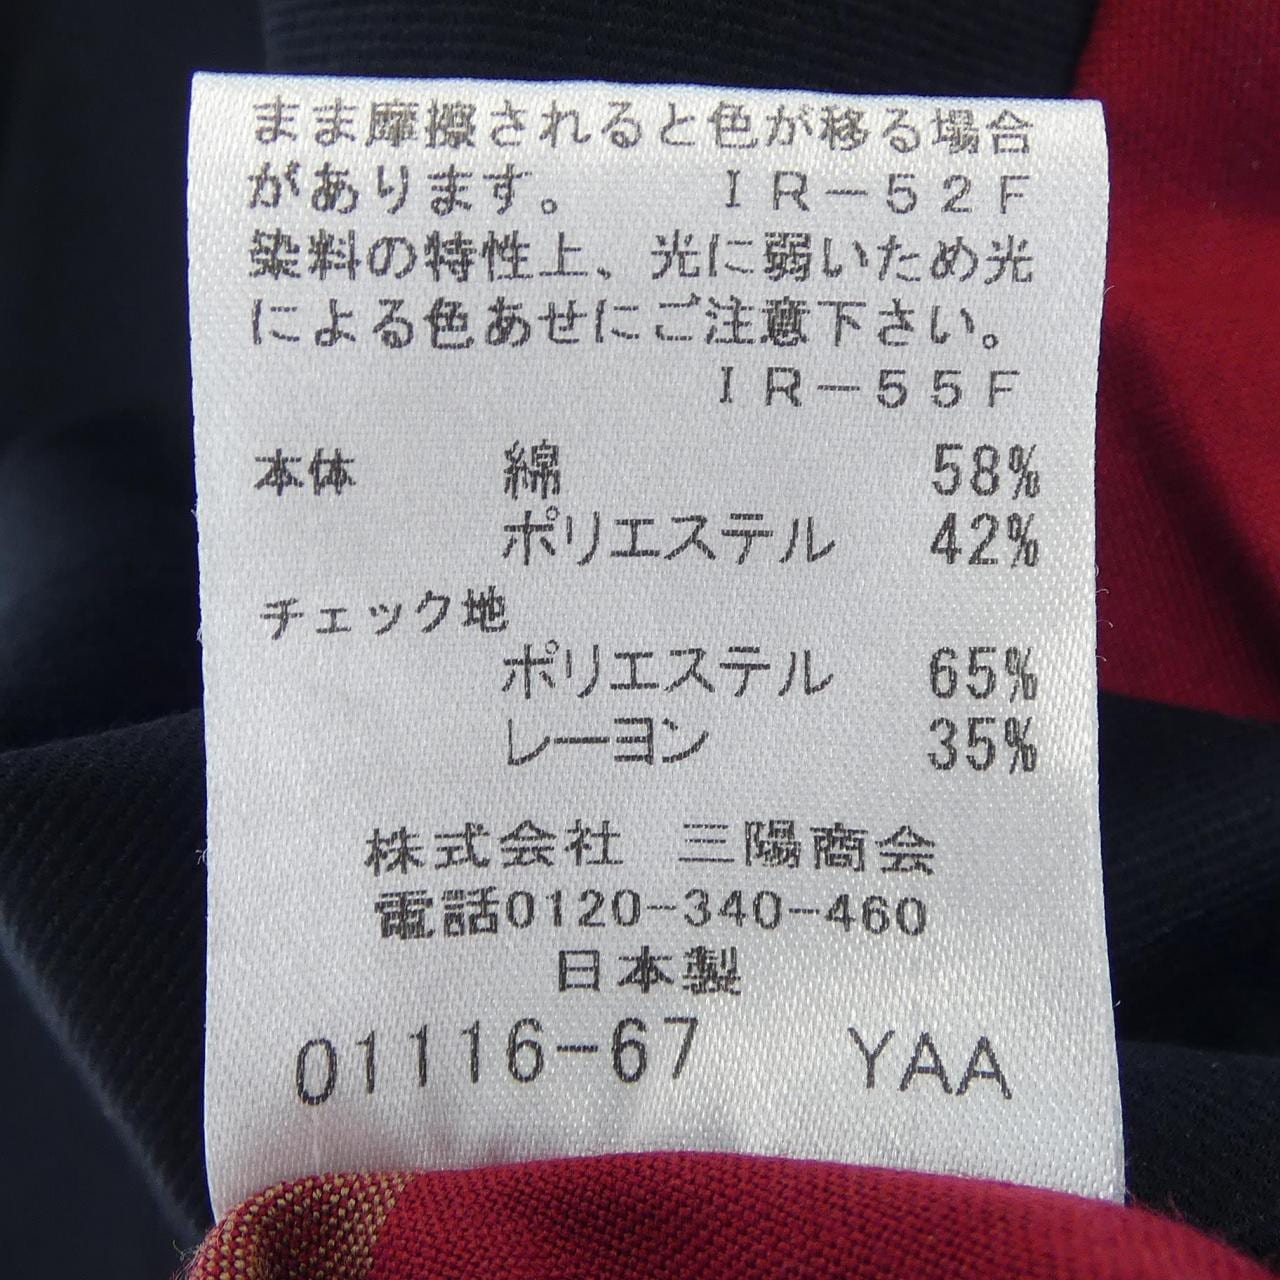 まま摩擦されると色が移る場合
があります。　　ＩＲ－５２Ｆ
染料の特性上、光に弱いため光
による色あせにご注意下さい。
ＩＲ－５５Ｆ
本体　綿　58%
ポリエステル　42%
チェック地
ポリエステル　65%
レーヨン　35%
株式会社　三陽商会
電話0120-340-460
日本製
01116-67　YAA